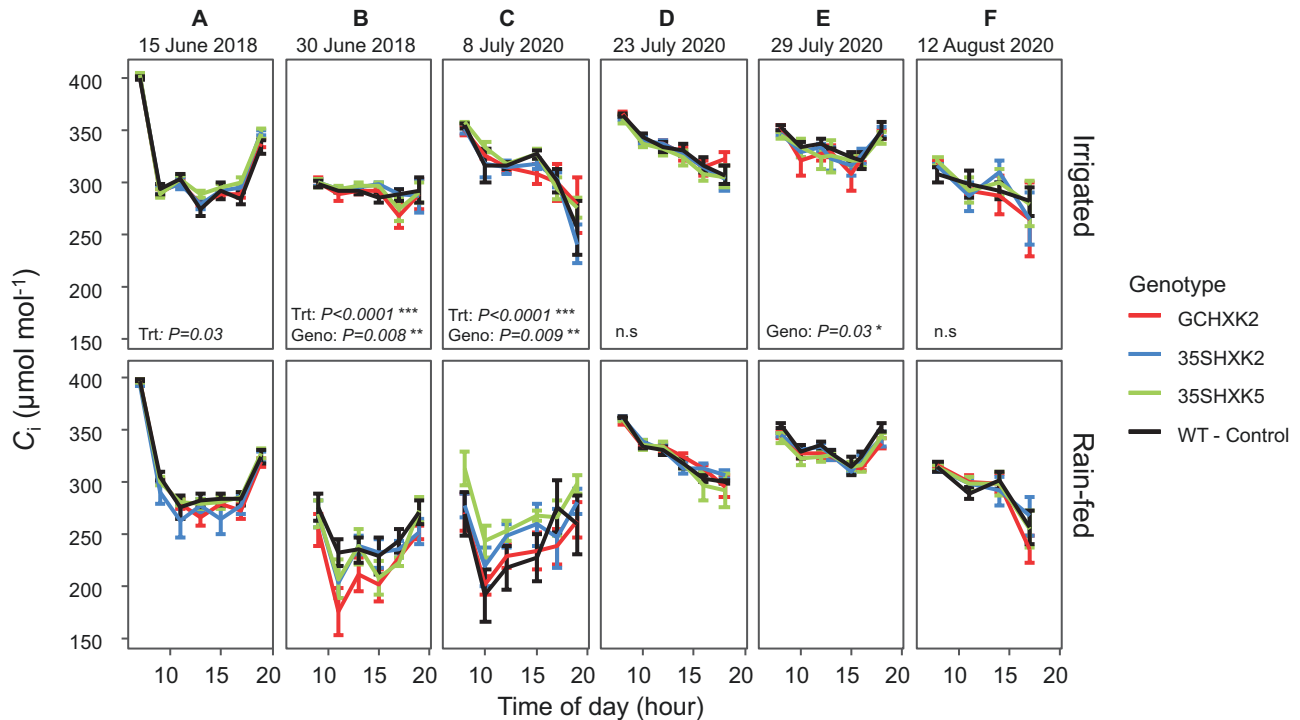 A B C D E F
15 June 2018 30 June 2018 8 July 2020 23 July 2020 29 July 2020 12 August 2020
400
350
300
250
200
150
Trt: P=0.03
Trt: P<0.0001 ***
Geno: P=0.008 **
Trt: P<0.0001 ***
Geno: P=0.009 **
n.s
Geno: P=0.03 *
n.s
Irrigated
400
350
300
250
200
150
Rain-fed
Ci (μmol mol⁻¹)
10 15 20 10 15 20 10 15 20 10 15 20 10 15 20 10 15 20
Time of day (hour)
Genotype
GCHXK2
35SHXK2
35SHXK5
WT - Control